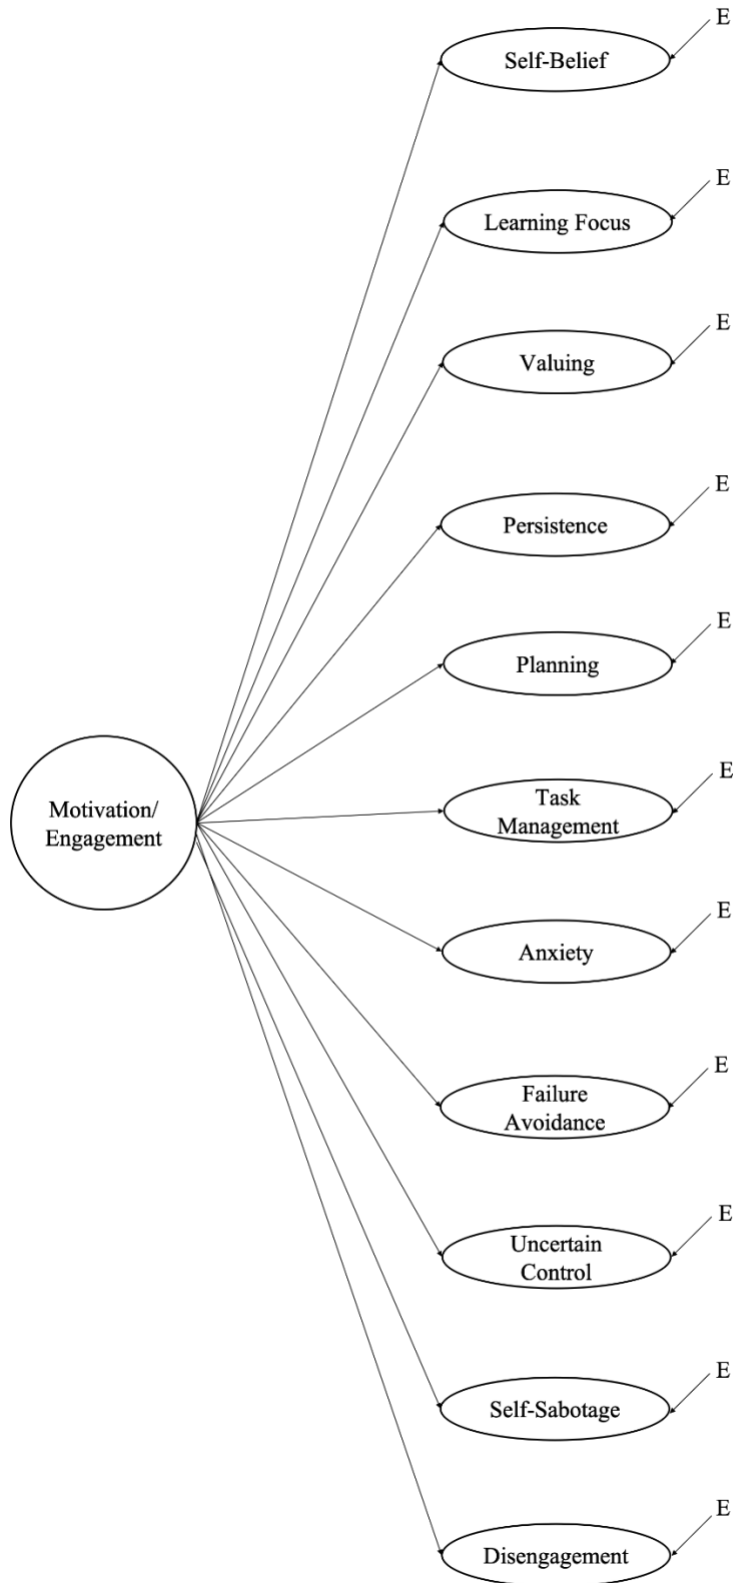 E
Self-Belief
E
Learning Focus
E
Valuing
E
Persistence
E
Planning
E
Task
Management
Motivation/
Engagement
E
Anxiety
E
Failure
Avoidance
E
Uncertain
Control
E
Self-Sabotage
E
Disengagement